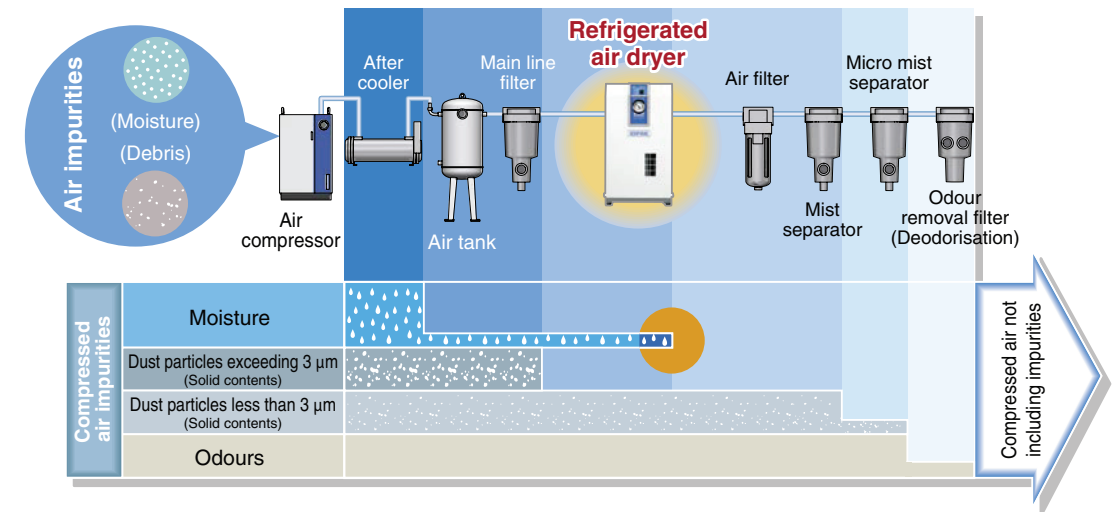 Air impurities
(Moisture)
(Debris)
Air
compressor
After
cooler
Air tank
Main line
filter
Refrigerated
air dryer
Air filter
Mist
separator
Micro mist
separator
Odour
removal filter
(Deodorisation)
Compressed
air impurities
Moisture
Dust particles exceeding 3 μm
(Solid contents)
Dust particles less than 3 μm
(Solid contents)
Odours
Compressed air not
including impurities